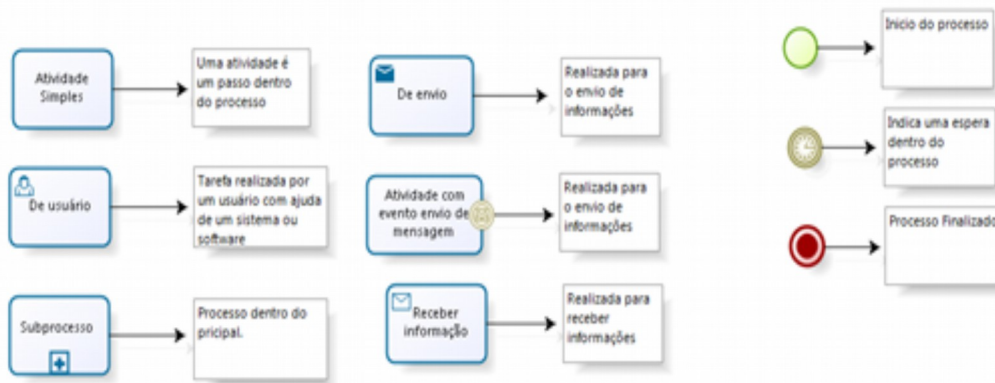 Atividade
Simples
Uma atividade é
um passo dentro
do processo
De usuário
Tarefa realizada por
um usuário com ajuda
de um sistema ou
software
Subprocesso
Processo dentro do
pricipal.
De envio
Realizada para
o envio de
informações
Atividade com
evento envio de
mensagem
Realizada para
o envio de
informações
Receber
informação
Realizada para
receber
informações
Inicio do processo
Indica uma espera
dentro do
processo
Processo Finalizado